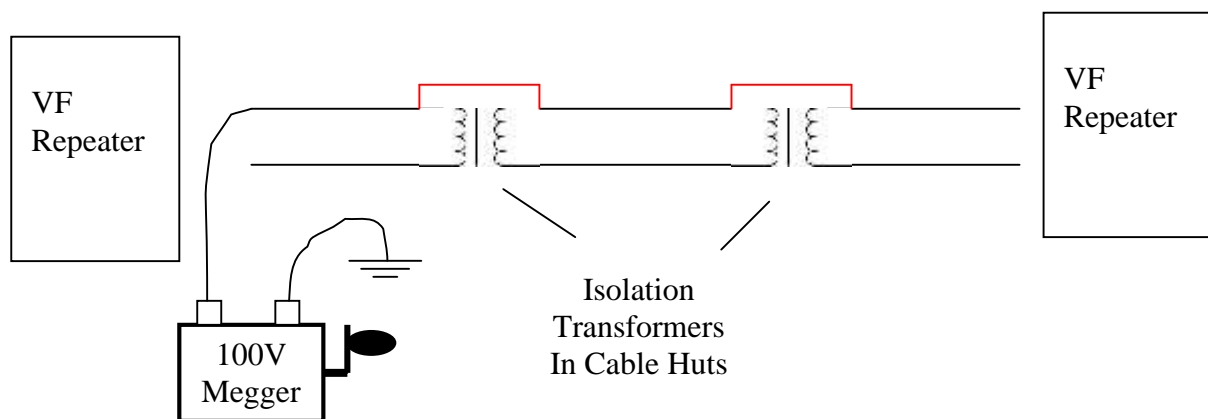 VF
Repeater
VF
Repeater
Isolation
Transformers
In Cable Huts
100V
Megger